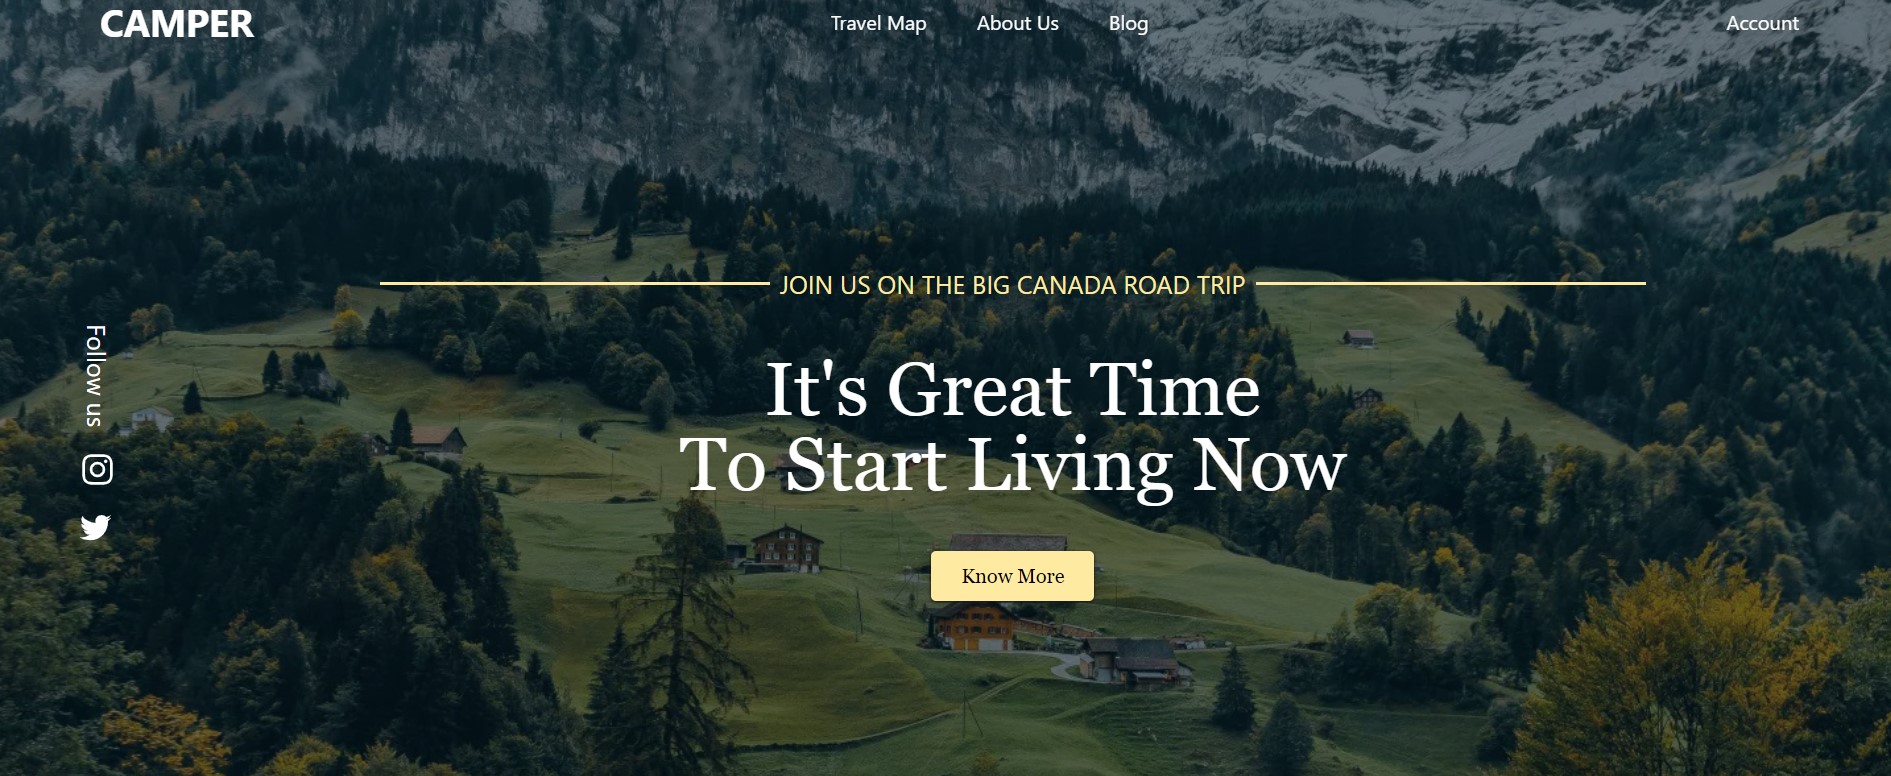 CAMPER
Travel Map
About Us
Blog
Account
JOIN US ON THE BIG CANADA ROAD TRIP
It's Great Time
To Start Living Now
Know More
Follow us